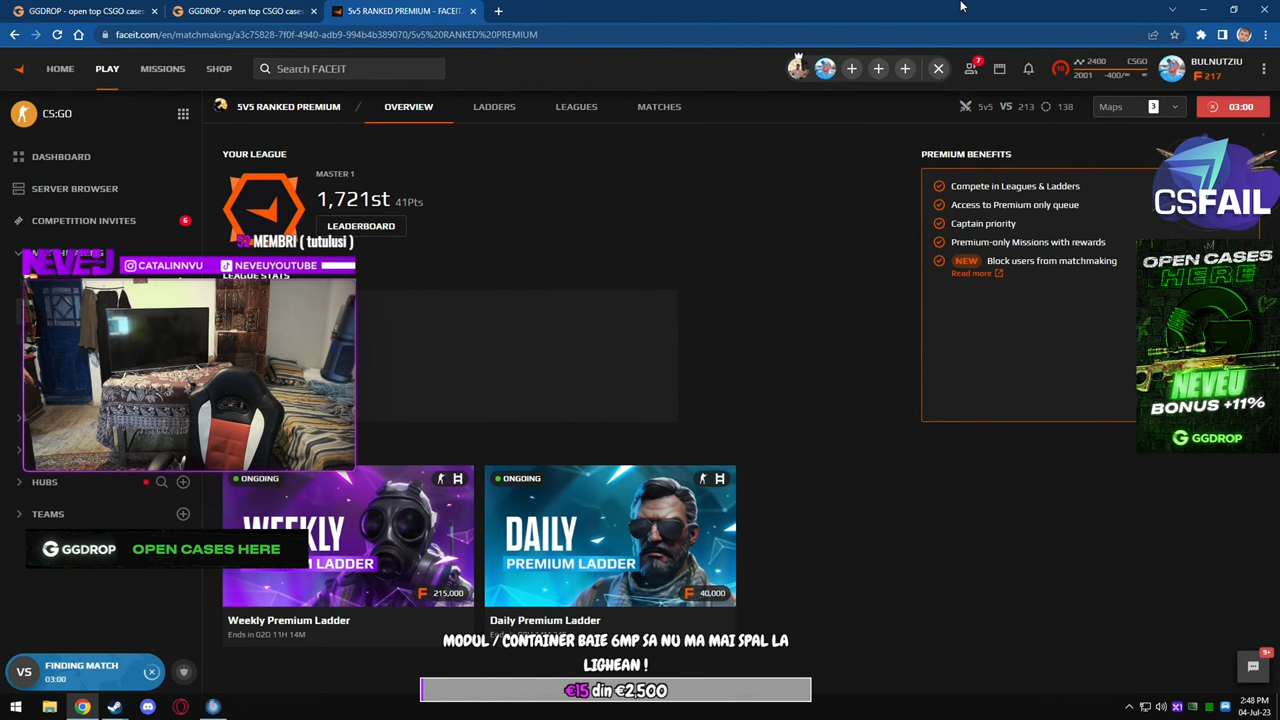 GGDROP - open top CSGO cases
GGDROP - open top CSGO cases
5v5 RANKED PREMIUM - FACEIT
faceit.com/en/matchmaking/a3c75828-7f0f-4940-adb9-994b4b389070/5v5%20RANKED%20PREMIUM
HOME
PLAY
MISSIONS
SHOP
Search FACEIT
7
10
2400
CSGO
2001
-400/∞
BULNUTZIU
217
CS:GO
5V5 RANKED PREMIUM
/
OVERVIEW
LADDERS
LEAGUES
MATCHES
5v5
VS
213
138
Maps
3
03:00
DASHBOARD
SERVER BROWSER
COMPETITION INVITES
6
YOUR LEAGUE
MASTER 1
1,721st 41Pts
LEADERBOARD
52 MEMBRI ( tutulusi )
LEAGUE STATS
NEVEU
CATALINNVU
NEVEUYOUTUBE
PREMIUM BENEFITS
Compete in Leagues & Ladders
Access to Premium only queue
Captain priority
Premium-only Missions with rewards
NEW Block users from matchmaking
Read more
CSFAIL
OPEN CASES
HERE
NEVEU
BONUS +11%
GGDROP
HUBS
TEAMS
GGDROP OPEN CASES HERE
ONGOING
WEEKLY
LADDER
215,000
Weekly Premium Ladder
Ends in 02D 11H 14M
ONGOING
DAILY
PREMIUM LADDER
40,000
Daily Premium Ladder
MODUL / CONTAINER BAIE 6MP SA NU MA MAI SPAL LA
LIGHEAN !
€15 din €2,500
VS
FINDING MATCH
03:00
9+
2:48 PM
04-Jul-23